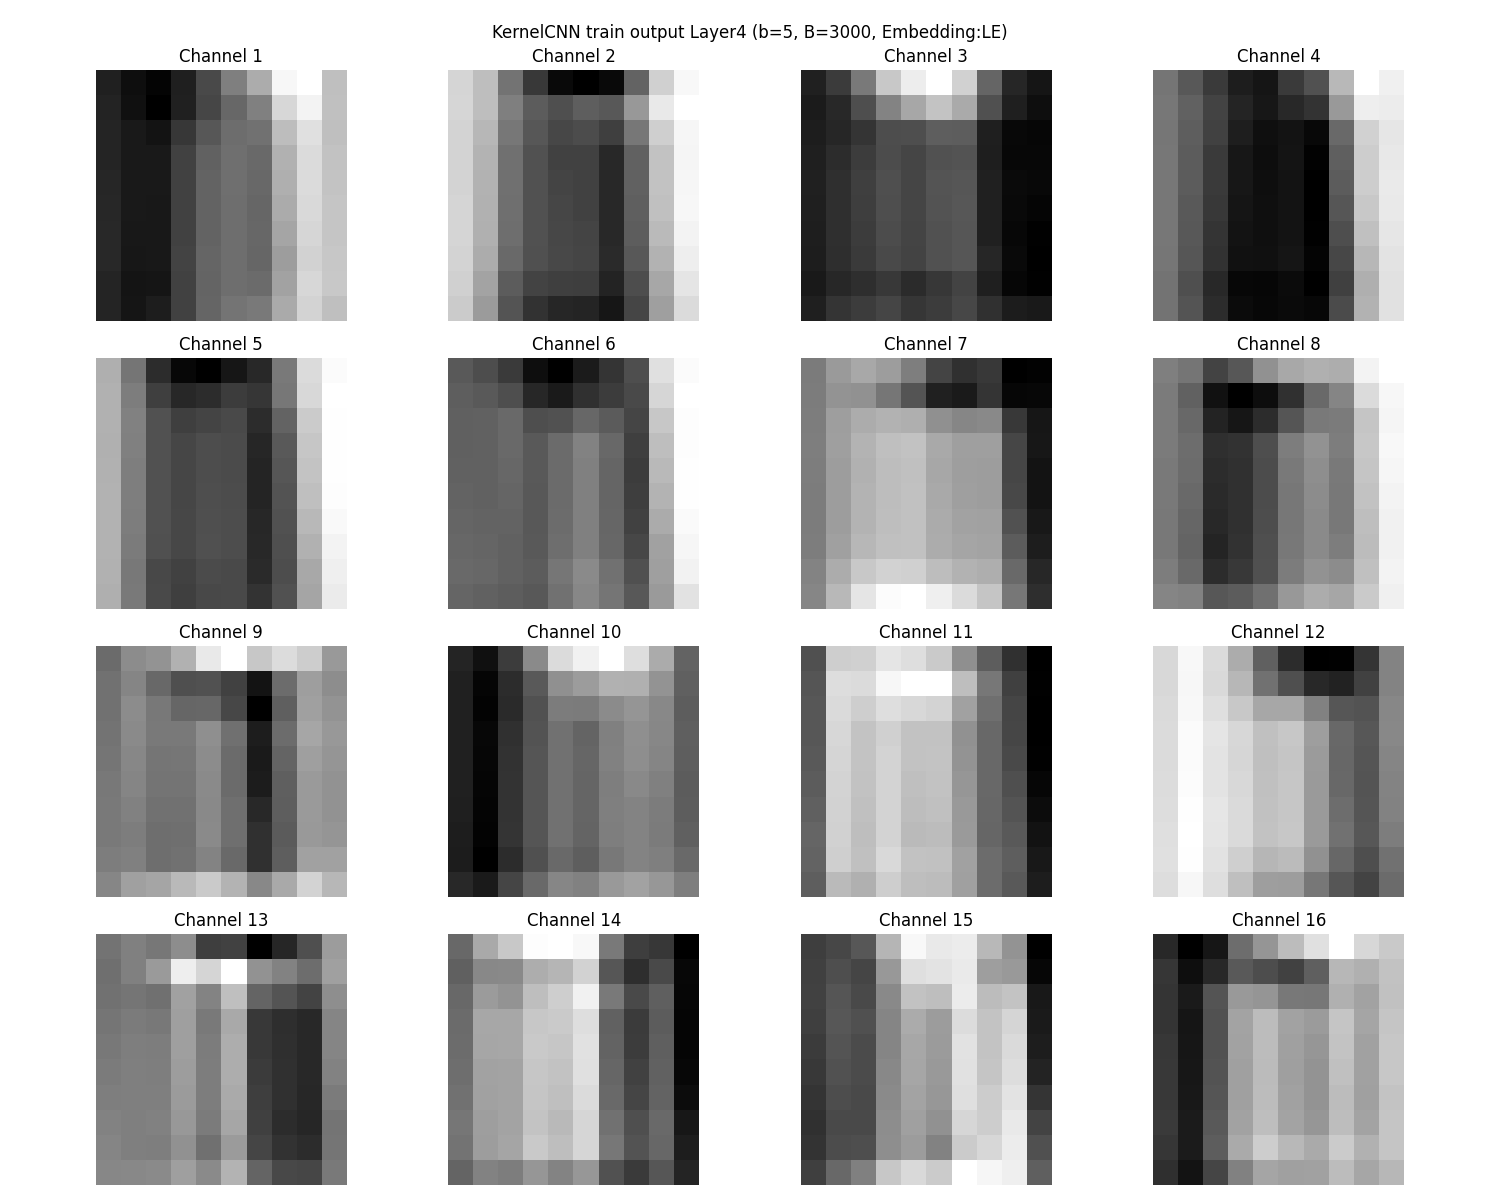 KernelCNN train output Layer4 (b=5, B=3000, Embedding:LE)
Channel 1
Channel 2
Channel 3
Channel 4
Channel 5
Channel 6
Channel 7
Channel 8
Channel 9
Channel 10
Channel 11
Channel 12
Channel 13
Channel 14
Channel 15
Channel 16